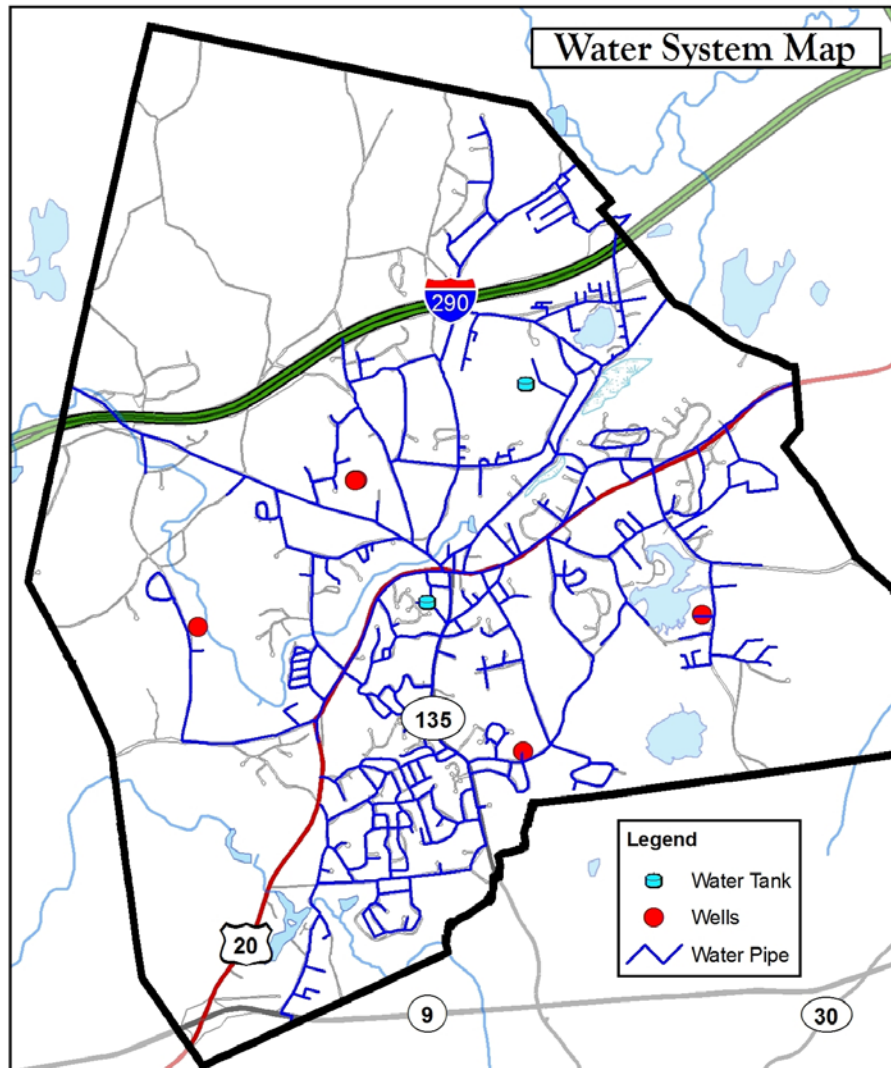 Water System Map
290
135
Legend
Water Tank
Wells
Water Pipe
20
9
30